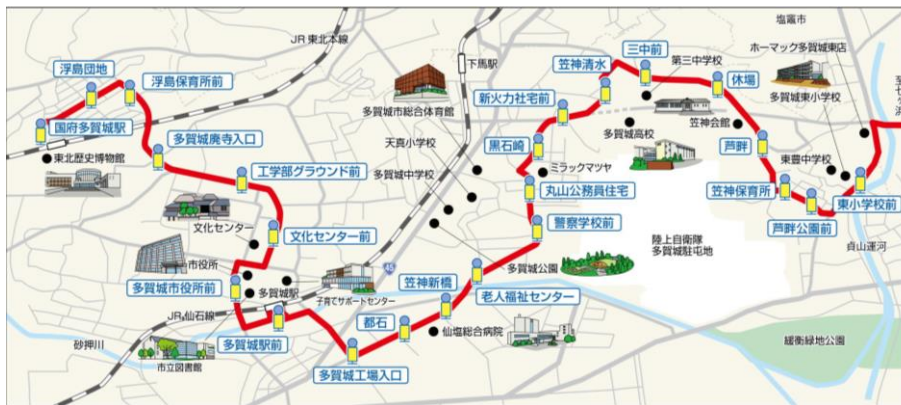 塩竈市
JR東北本線
下馬駅
三中前
第三中学校
ホーマック多賀城東店
笠神清水
休場
多賀城東小学校
至七ヶ浜
浮島団地
浮島保育所前
多賀城市総合体育館
新火力社宅前
国府多賀城駅
天真小学校
多賀城高校
笠神会館
多賀城廃寺入口
黒石崎
芦畔
東豊中学校
東北歴史博物館
多賀城中学校
ミラックマツヤ
工学部グラウンド前
丸山公務員住宅
笠神保育所
東小学校前
文化センター
警察学校前
芦畔公園前
文化センター前
陸上自衛隊
多賀城駐屯地
貞山運河
市役所
45
多賀城公園
多賀城市役所前
多賀城駅
子育てサポートセンター
笠神新橋
老人福祉センター
JR仙石線
都石
仙塩総合病院
砂押川
多賀城駅前
緩衝緑地公園
市立図書館
多賀城工場入口